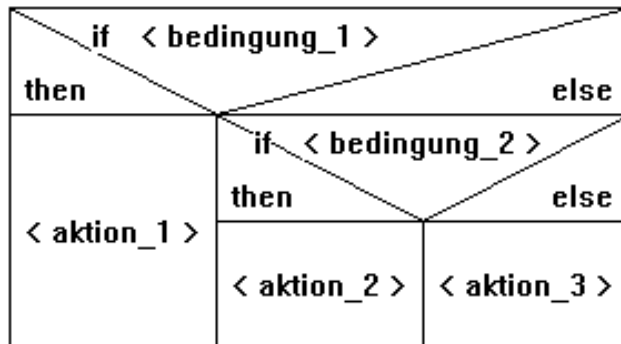 if < bedingung_1 >
then else
if < bedingung_2 >
then else
< aktion_1 >
< aktion_2 > < aktion_3 >